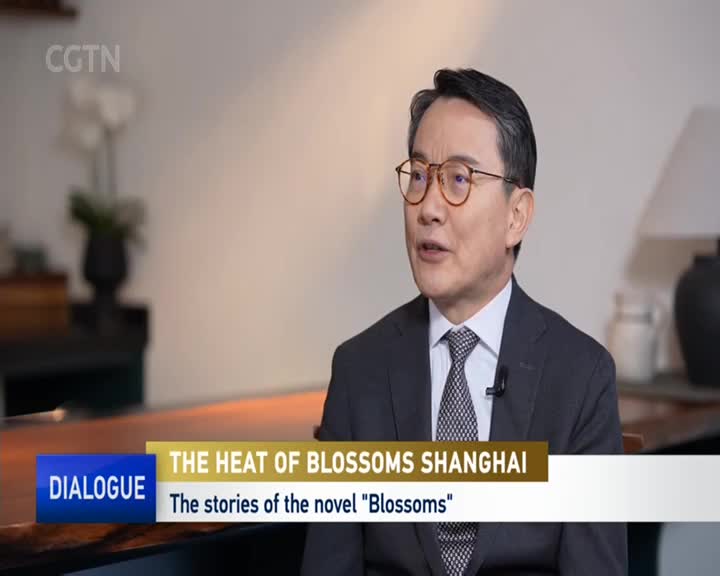 CGTN
THE HEAT OF BLOSSOMS SHANGHAI
DIALOGUE
The stories of the novel "Blossoms"